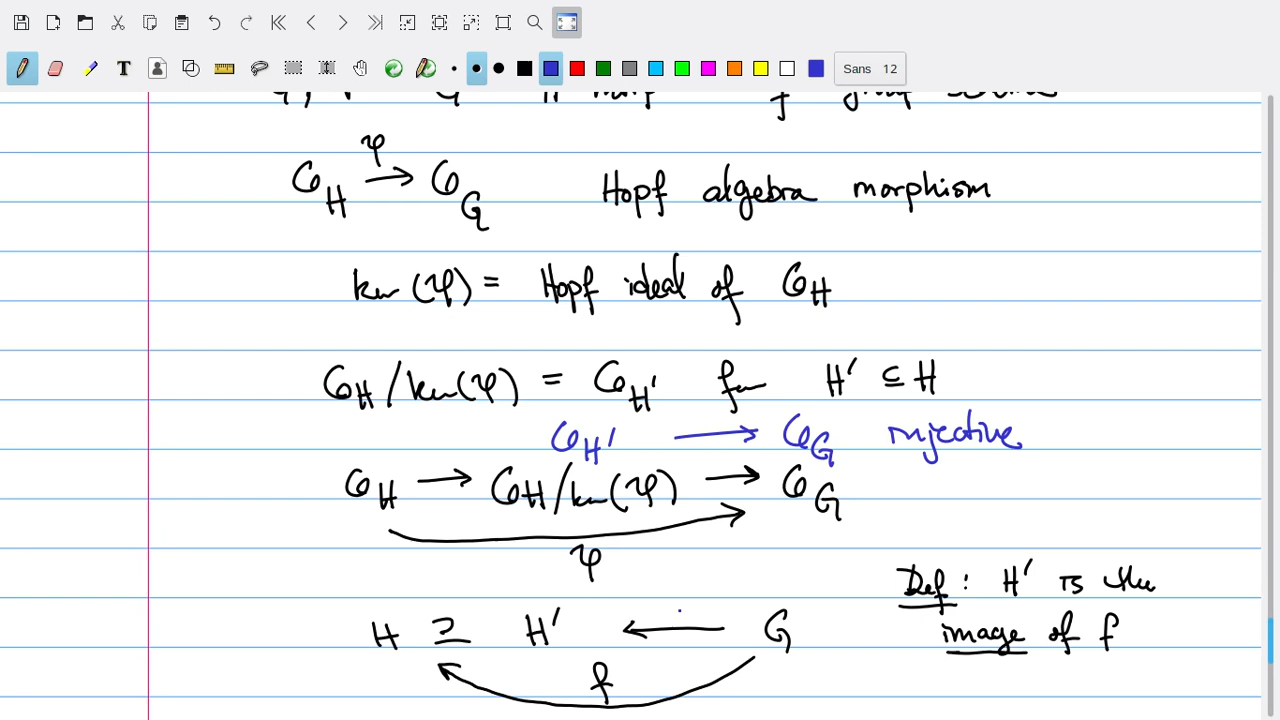 Sans 12
𝒪_H →^φ 𝒪_G Hopf algebra morphism
ker(φ) = Hopf ideal of 𝒪_H
𝒪_H/ker(φ) = 𝒪_H' for H' ⊆ H
𝒪_H' → 𝒪_G injective
𝒪_H → 𝒪_H/ker(φ) → 𝒪_G
φ
Def: H' is the
H ⊇ H' ← G
image of f
f